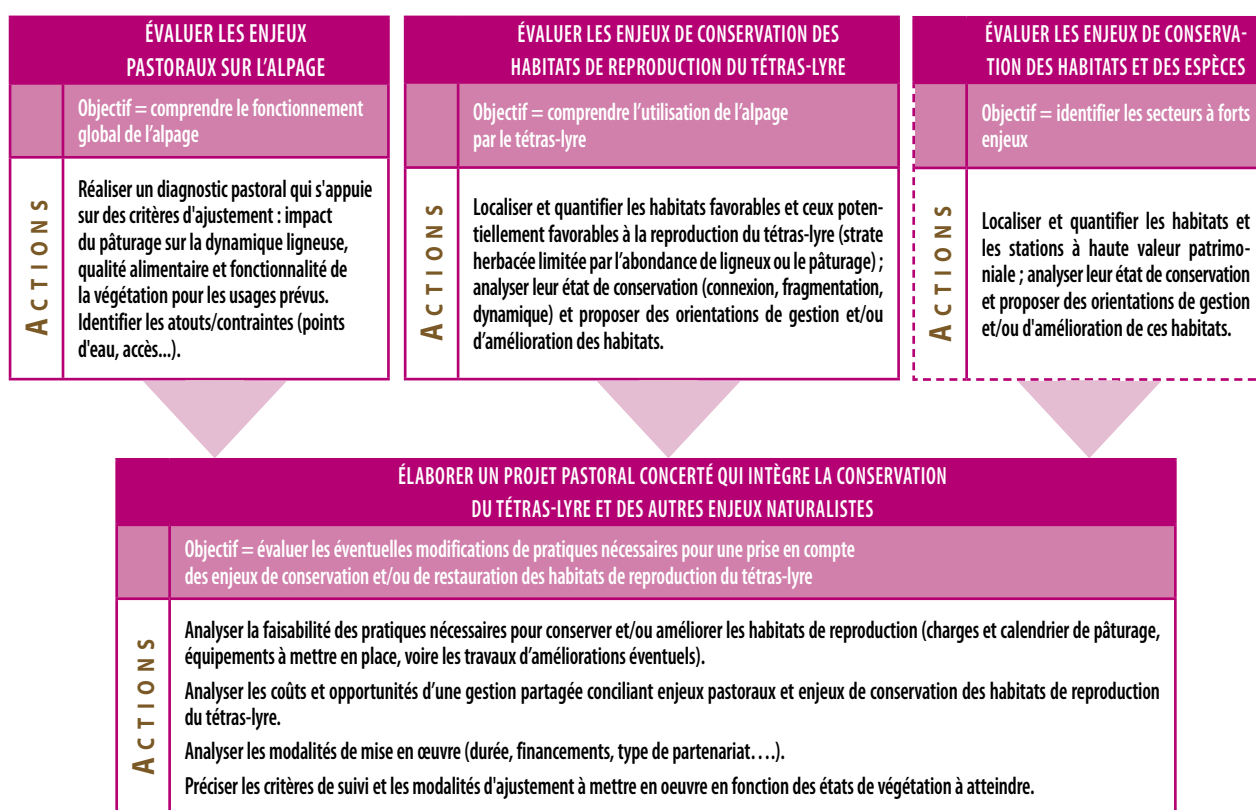 ÉVALUER LES ENJEUX
PASTORAUX SUR L'ALPAGE
Objectif = comprendre le fonctionnement
global de l'alpage
ACTIONS
Réaliser un diagnostic pastoral qui s'appuie
sur des critères d'ajustement : impact
du pâturage sur la dynamique ligneuse,
qualité alimentaire et fonctionnalité de
la végétation pour les usages prévus.
Identifier les atouts/contraintes (points
d'eau, accès...).
ÉVALUER LES ENJEUX DE CONSERVATION DES
HABITATS DE REPRODUCTION DU TÉTRAS-LYRE
Objectif = comprendre l'utilisation de l'alpage
par le tétras-lyre
ACTIONS
Localiser et quantifier les habitats favorables et ceux poten-
tiellement favorables à la reproduction du tétras-lyre (strate
herbacée limitée par l'abondance de ligneux ou le pâturage) ;
analyser leur état de conservation (connexion, fragmentation,
dynamique) et proposer des orientations de gestion et/ou
d'amélioration des habitats.
ÉVALUER LES ENJEUX DE CONSERVA-
TION DES HABITATS ET DES ESPÈCES
Objectif = identifier les secteurs à forts
enjeux
ACTIONS
Localiser et quantifier les habitats et
les stations à haute valeur patrimo-
niale ; analyser leur état de conservation
et proposer des orientations de gestion
et/ou d'amélioration de ces habitats.
ÉLABORER UN PROJET PASTORAL CONCERTÉ QUI INTÈGRE LA CONSERVATION
DU TÉTRAS-LYRE ET DES AUTRES ENJEUX NATURALISTES
Objectif = évaluer les éventuelles modifications de pratiques nécessaires pour une prise en compte
des enjeux de conservation et/ou de restauration des habitats de reproduction du tétras-lyre
ACTIONS
Analyser la faisabilité des pratiques nécessaires pour conserver et/ou améliorer les habitats de reproduction (charges et calendrier de pâturage,
équipements à mettre en place, voire les travaux d'améliorations éventuels).
Analyser les coûts et opportunités d'une gestion partagée conciliant enjeux pastoraux et enjeux de conservation des habitats de reproduction
du tétras-lyre.
Analyser les modalités de mise en œuvre (durée, financements, type de partenariat….).
Préciser les critères de suivi et les modalités d'ajustement à mettre en oeuvre en fonction des états de végétation à atteindre.